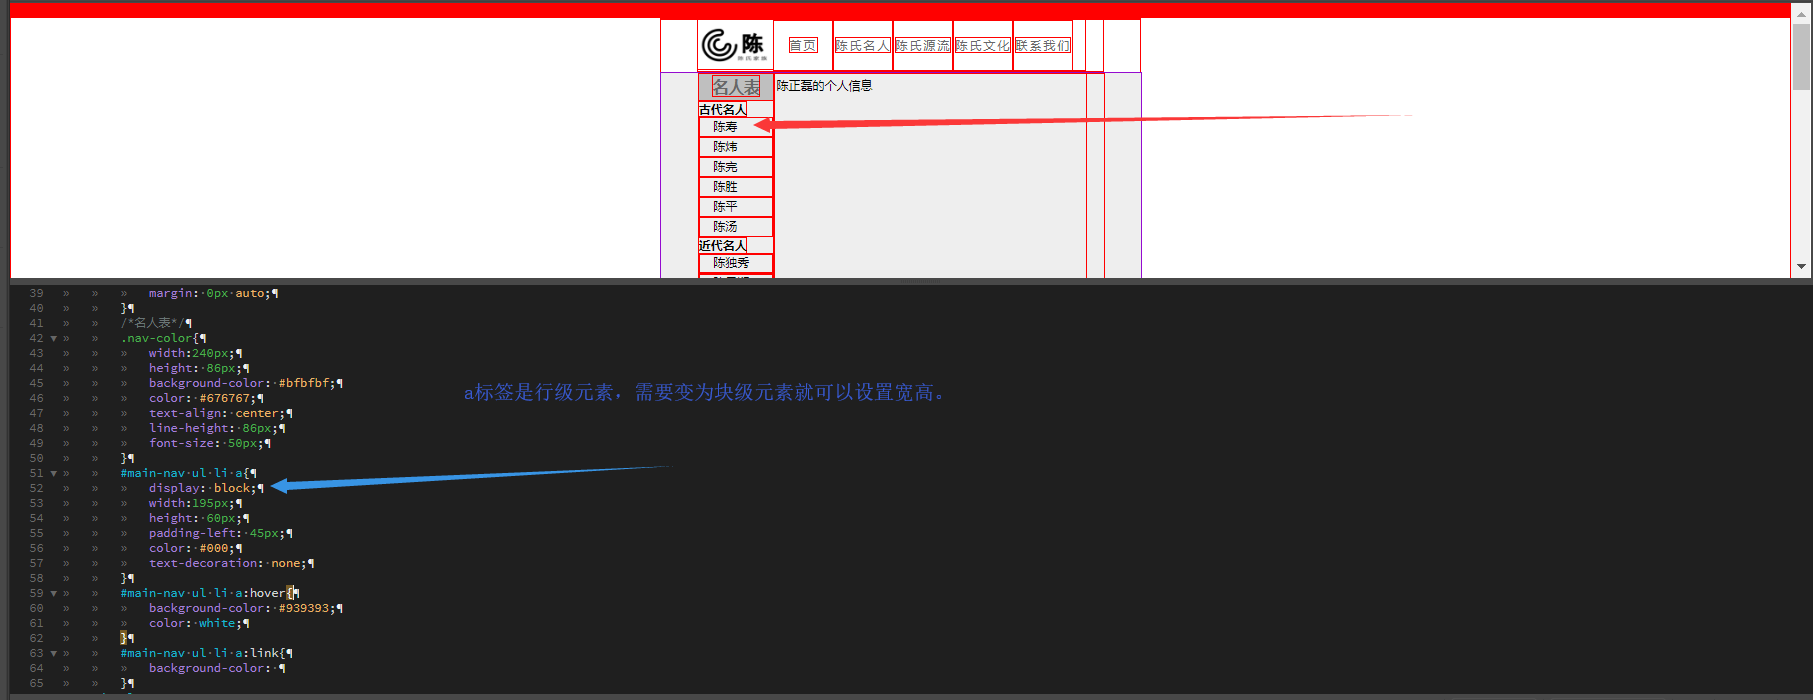 陈
陈氏家族
首页 陈氏名人 陈氏源流 陈氏文化 联系我们
名人表
陈正磊的个人信息
古代名人
陈寿
陈炜
陈完
陈胜
陈平
陈汤
近代名人
陈独秀
39 » » » margin:·0px·auto;¶
40 » » }¶
41 » » /*名人表*/¶
42 ▼ » » .nav-color{¶
43 » » » width:240px;¶
44 » » » height:·86px;¶
45 » » » background-color:·#bfbfbf;¶
46 » » » color:·#676767;¶
47 » » » text-align:·center;¶
48 » » » line-height:·86px;¶
49 » » » font-size:·50px;¶
50 » » }¶
51 ▼ » » #main-nav·ul·li·a{¶
52 » » » display:·block;¶
53 » » » width:195px;¶
54 » » » height:·60px;¶
55 » » » padding-left:·45px;¶
56 » » » color:·#000;¶
57 » » » text-decoration:·none;¶
58 » » }¶
59 ▼ » » #main-nav·ul·li·a:hover{¶
60 » » » background-color:·#939393;¶
61 » » » color:·white;¶
62 » » }¶
63 ▼ » » #main-nav·ul·li·a:link{¶
64 » » » background-color:·¶
65 » » }¶
a标签是行级元素，需要变为块级元素就可以设置宽高。